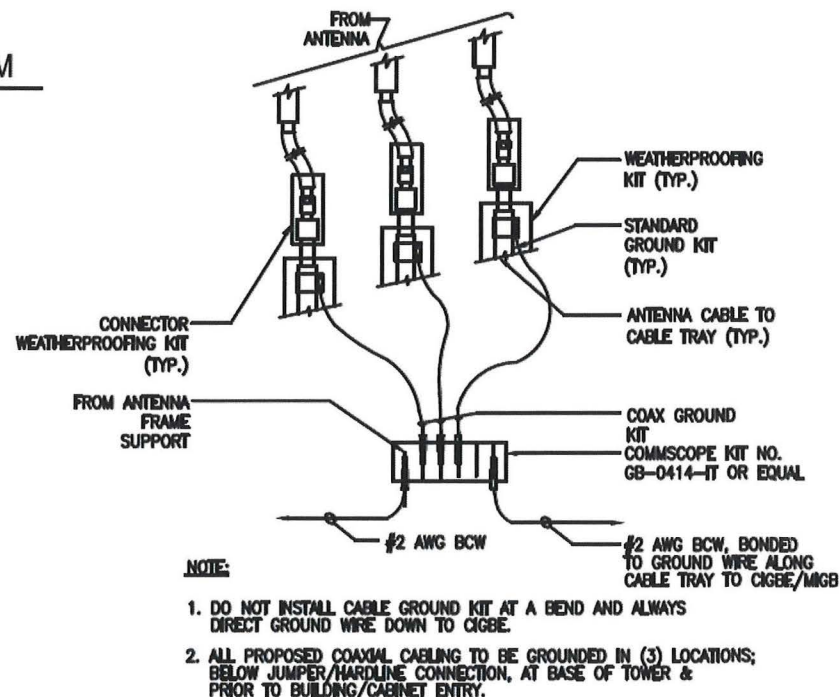 M
FROM
ANTENNA
WEATHERPROOFING
KIT (TYP.)
STANDARD
GROUND KIT
(TYP.)
ANTENNA CABLE TO
CABLE TRAY (TYP.)
CONNECTOR
WEATHERPROOFING KIT
(TYP.)
FROM ANTENNA
FRAME
SUPPORT
COAX GROUND
KIT
COMMSCOPE KIT NO.
GB-0414-IT OR EQUAL
#2 AWG BCW
#2 AWG BCW, BONDED
TO GROUND WIRE ALONG
CABLE TRAY TO CIGBE/MIGB
NOTE:
1. DO NOT INSTALL CABLE GROUND KIT AT A BEND AND ALWAYS
DIRECT GROUND WIRE DOWN TO CIGBE.
2. ALL PROPOSED COAXIAL CABLING TO BE GROUNDED IN (3) LOCATIONS;
BELOW JUMPER/HARDLINE CONNECTION, AT BASE OF TOWER &
PRIOR TO BUILDING/CABINET ENTRY.